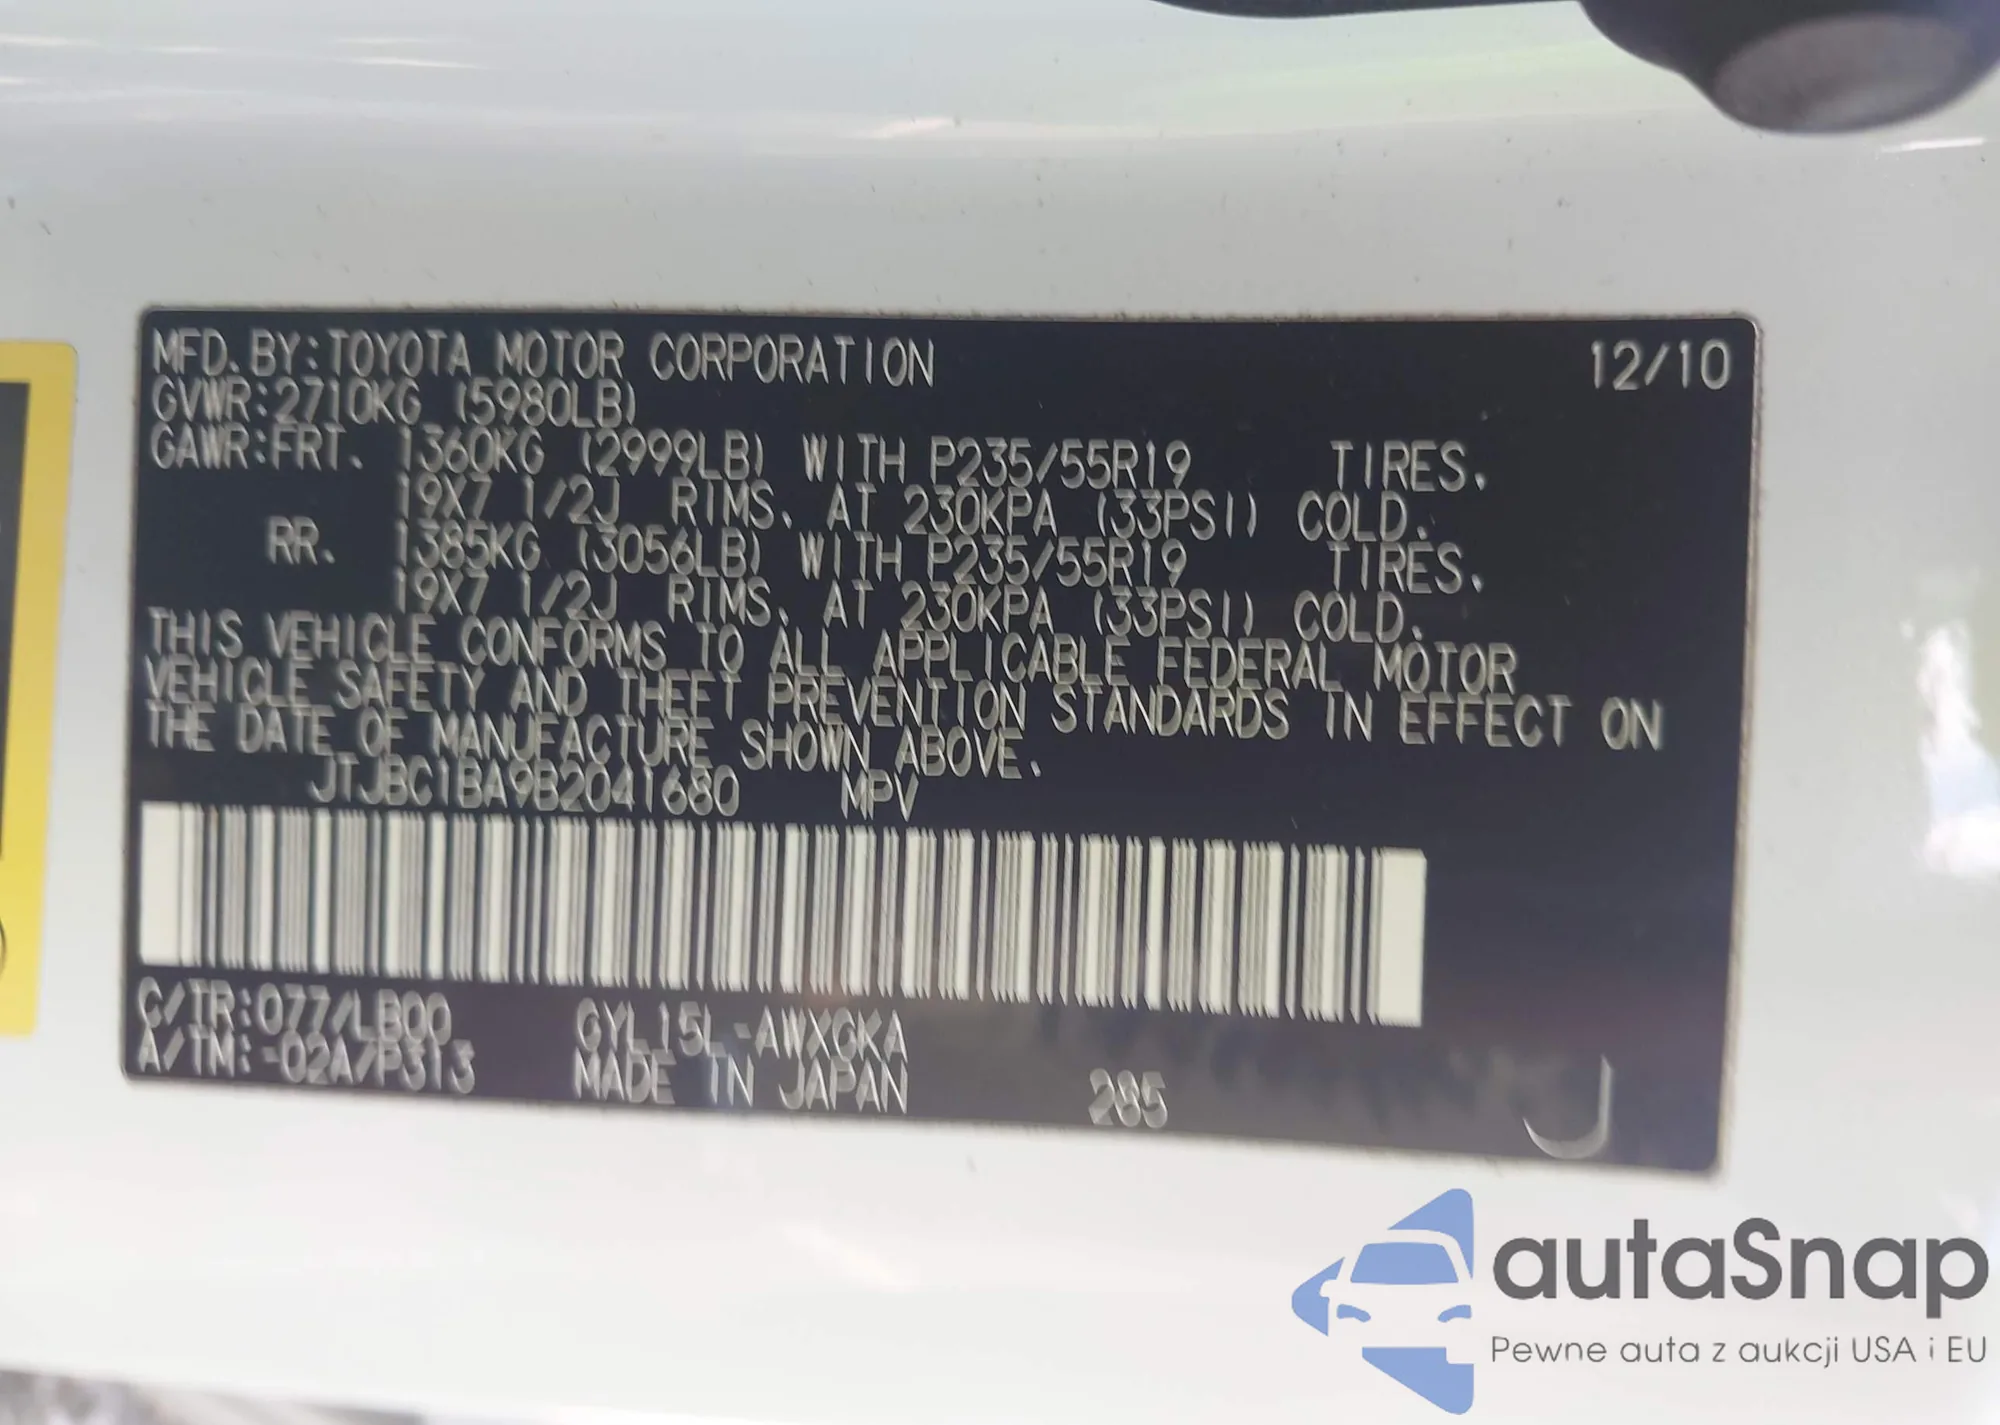 MFD. BY: TOYOTA MOTOR CORPORATION 12/10
GVWR: 2710KG (5980LB)
GAWR: FRT. 1360KG (2999LB) WITH P235/55R19 TIRES.
19X7 1/2J RIMS. AT 230KPA (33PSI) COLD.
RR. 1385KG (3056LB) WITH P235/55R19 TIRES.
19X7 1/2J RIMS. AT 230KPA (33PSI) COLD.
THIS VEHICLE CONFORMS TO ALL APPLICABLE FEDERAL MOTOR
VEHICLE SAFETY AND THEFT PREVENTION STANDARDS IN EFFECT ON
THE DATE OF MANUFACTURE SHOWN ABOVE.
JTJBC1BA9B2041680 MPV
C/TR: 077/LB00 GYL15L-AWXGKA
A/TM: -02A/P313 MADE IN JAPAN 285 J
autaSnap
Pewne auta z aukcji USA i EU